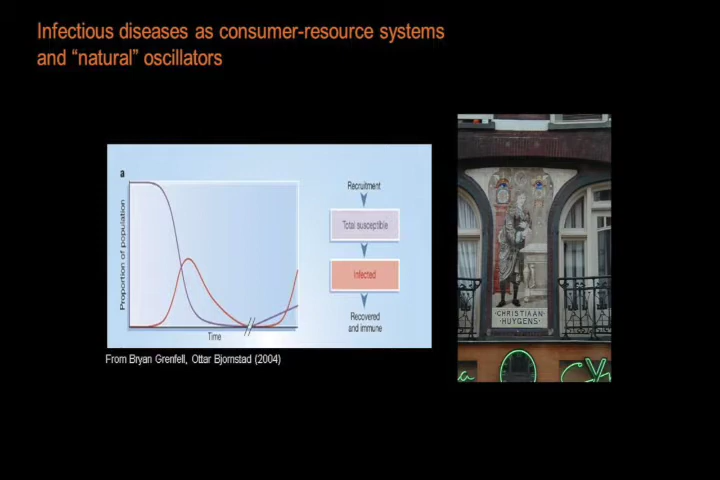 Infectious diseases as consumer-resource systems
and “natural” oscillators
a
Proportion of population
Time
Recruitment
Total susceptible
Infected
Recovered
and immune
From Bryan Grenfell, Ottar Bjornstad (2004)
·CHRISTIAAN·
·HUYGENS·